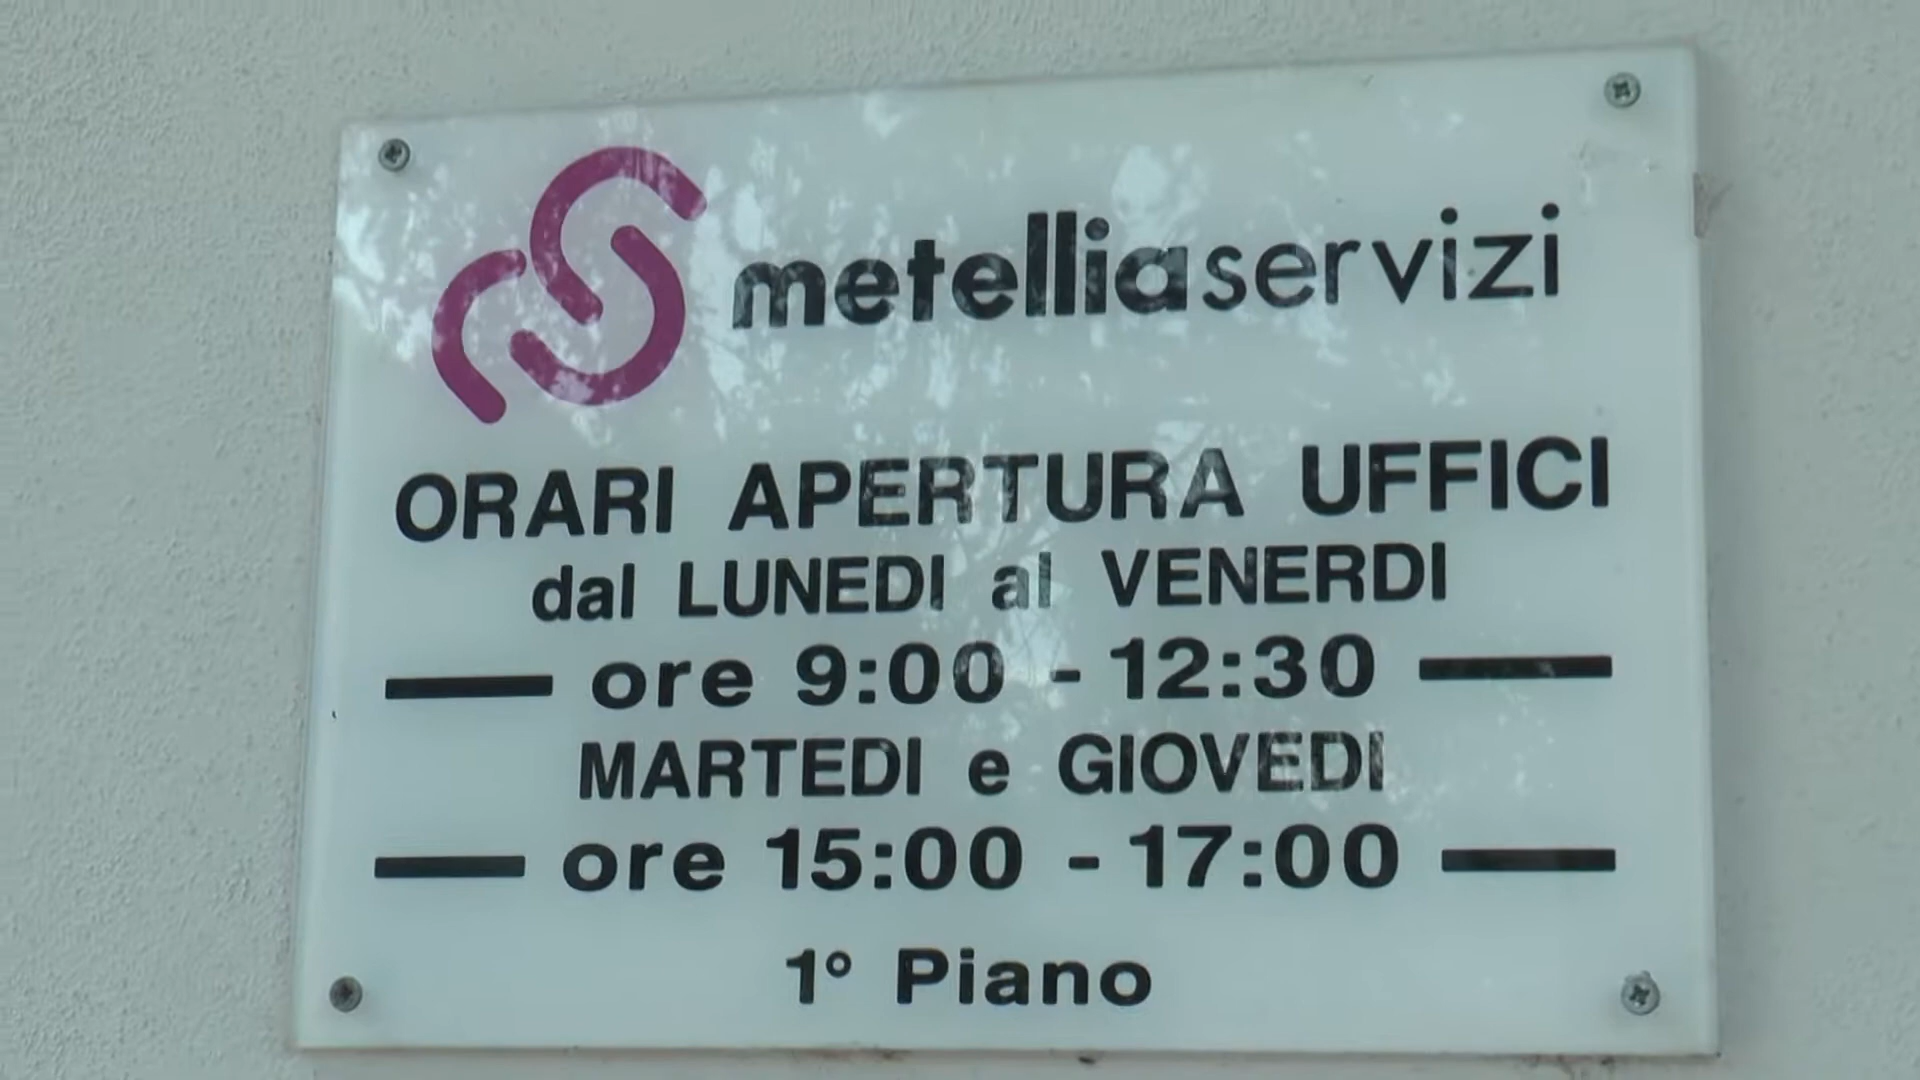 metelliaservizi
ORARI APERTURA UFFICI
dal LUNEDI al VENERDI
ore 9:00 - 12:30
MARTEDI e GIOVEDI
ore 15:00 - 17:00
1° Piano